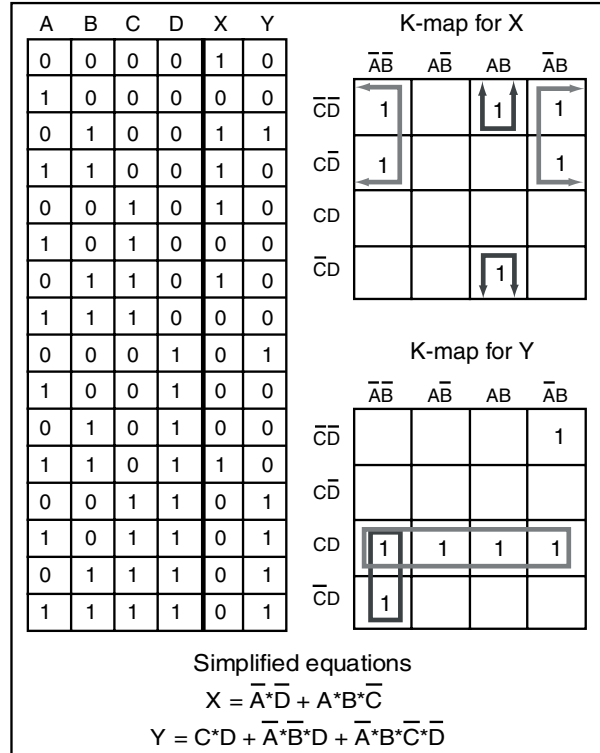 A B C D X Y
0 0 0 0 1 0
1 0 0 0 0 0
0 1 0 0 1 1
1 1 0 0 1 0
0 0 1 0 1 0
1 0 1 0 0 0
0 1 1 0 1 0
1 1 1 0 0 0
0 0 0 1 0 1
1 0 0 1 0 0
0 1 0 1 0 0
1 1 0 1 1 0
0 0 1 1 0 1
1 0 1 1 0 1
0 1 1 1 0 1
1 1 1 1 0 1
K-map for X
A̅B̅ AB̅ AB A̅B
C̅D̅ 1 1 1
CD̅ 1 1
CD
C̅D 1
K-map for Y
A̅B̅ AB̅ AB A̅B
C̅D̅ 1
CD̅
CD 1 1 1 1
C̅D 1
Simplified equations
X = A̅*D̅ + A*B*C̅
Y = C*D + A̅*B̅*D + A̅*B*C̅*D̅